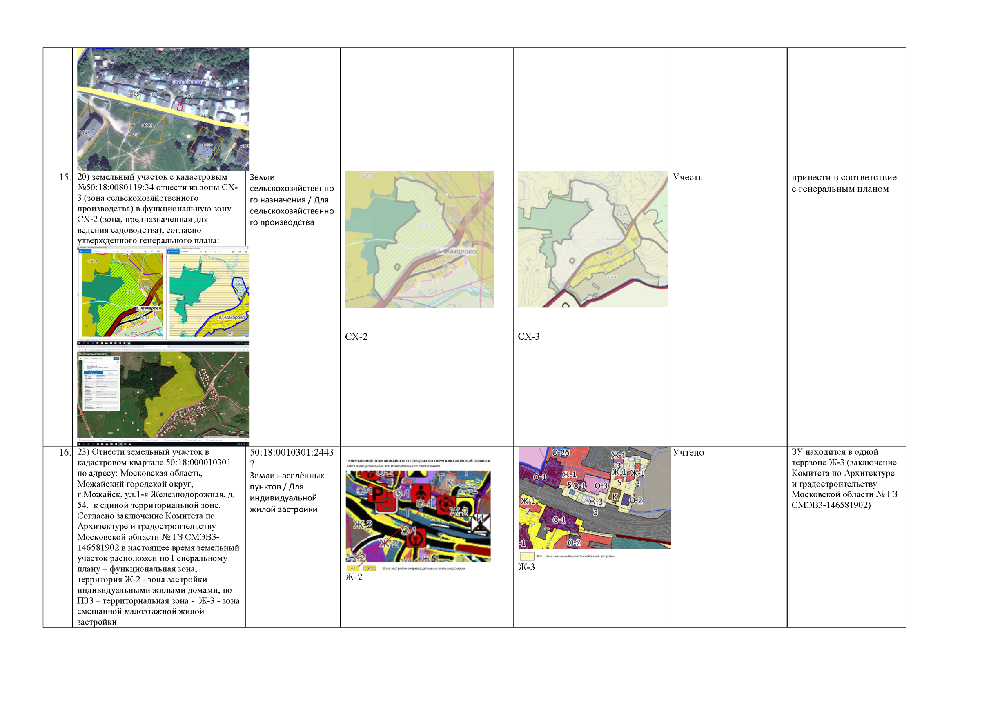 50:18:0080306
:1105
:ЗУ1
:1127
:1020
:1039
:103
15.
20) земельный участок с кадастровым
№50:18:0080119:34 отнести из зоны СХ-
3 (зона сельскохозяйственного
производства) в функциональную зону
СХ-2 (зона, предназначенная для
ведения садоводства), согласно
утвержденного генерального плана:
СХ-3
СХ-2
СХ-4
д. Макарово
Ж-2
СХ-1
д. Макарово
Земли
сельскохозяйственно
го назначения / Для
сельскохозяйственно
го производства
СХ-3
СХ-4
СХ-2
д. Макарово
Ж-2
СХ-1
СХ-1
СХ-2
СХ-4
д. Макарово
Ж-2
СХ-1
СХ-3
Учесть
привести в соответствие
с генеральным планом
16.
23) Отнести земельный участок в
кадастровом квартале 50:18:000010301
по адресу: Московская область,
Можайский городской округ,
г.Можайск, ул.1-я Железнодорожная, д.
54, к единой территориальной зоне.
Согласно заключение Комитета по
Архитектуре и градостроительству
Московской области № ГЗ СМЭВ3-
146581902 в настоящее время земельный
участок расположен по Генеральному
плану – функциональная зона,
территория Ж-2 - зона застройки
индивидуальными жилыми домами, по
ПЗЗ – территориальная зона - Ж-3 - зона
смешанной малоэтажной жилой
застройки
50:18:0010301:2443
?
Земли населённых
пунктов / Для
индивидуальной
жилой застройки
ГЕНЕРАЛЬНЫЙ ПЛАН МОЖАЙСКОГО ГОРОДСКОГО ОКРУГА МОСКОВСКОЙ ОБЛАСТИ
КАРТА ФУНКЦИОНАЛЬНЫХ ЗОН МУНИЦИПАЛЬНОГО ОБРАЗОВАНИЯ
О-2
Т
К
Ж-2
О-1
Р
О-1
О-1
Т
Ж-2
И
Ж-2
О-1
Т
Ж-2
Ж-2
Ж-1
Ж-2
Зона застройки индивидуальными жилыми домами
Ж-2
О-2б
Ж-1
3
Ж-1
Ж-1
Ж-1
О-1
5
О-1
О-3
5
3
К
О-2
Ж-1
2
Ж-3
3
О-1
Т
О-2
-1
Ж-3 Зона смешанной малоэтажной жилой застройки
Ж-3
Учтено
ЗУ находится в одной
террзоне Ж-3 (заключение
Комитета по Архитектуре
и градостроительству
Московской области № ГЗ
СМЭВ3-146581902)